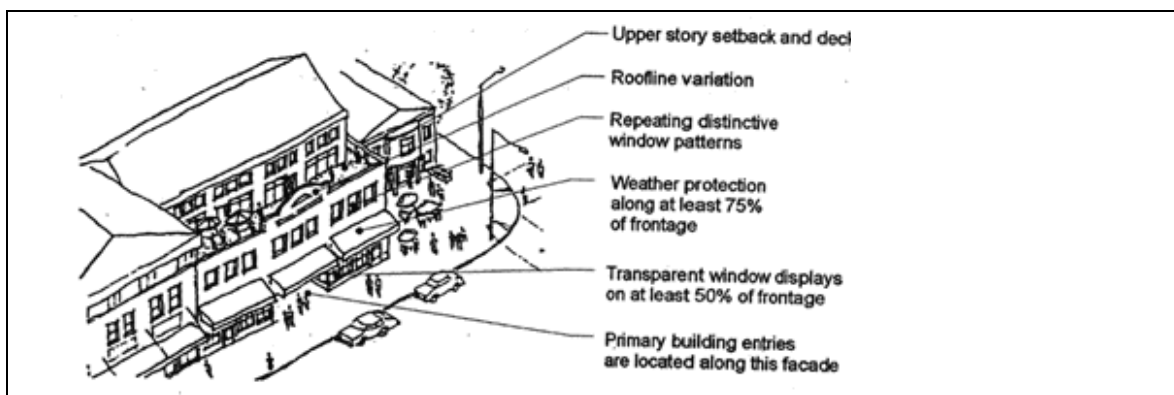 Upper story setback and deck
Roofline variation
Repeating distinctive
window patterns
Weather protection
along at least 75%
of frontage
Transparent window displays
on at least 50% of frontage
Primary building entries
are located along this facade